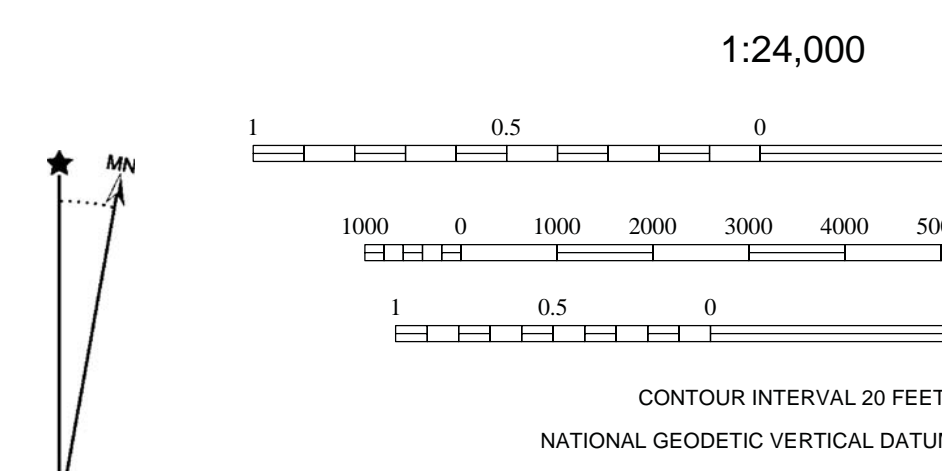 1:24,000
1 0.5 0
MN
1000 0 1000 2000 3000 4000
1 0.5 0
CONTOUR INTERVAL 20 FEET
NATIONAL GEODETIC VERTICAL